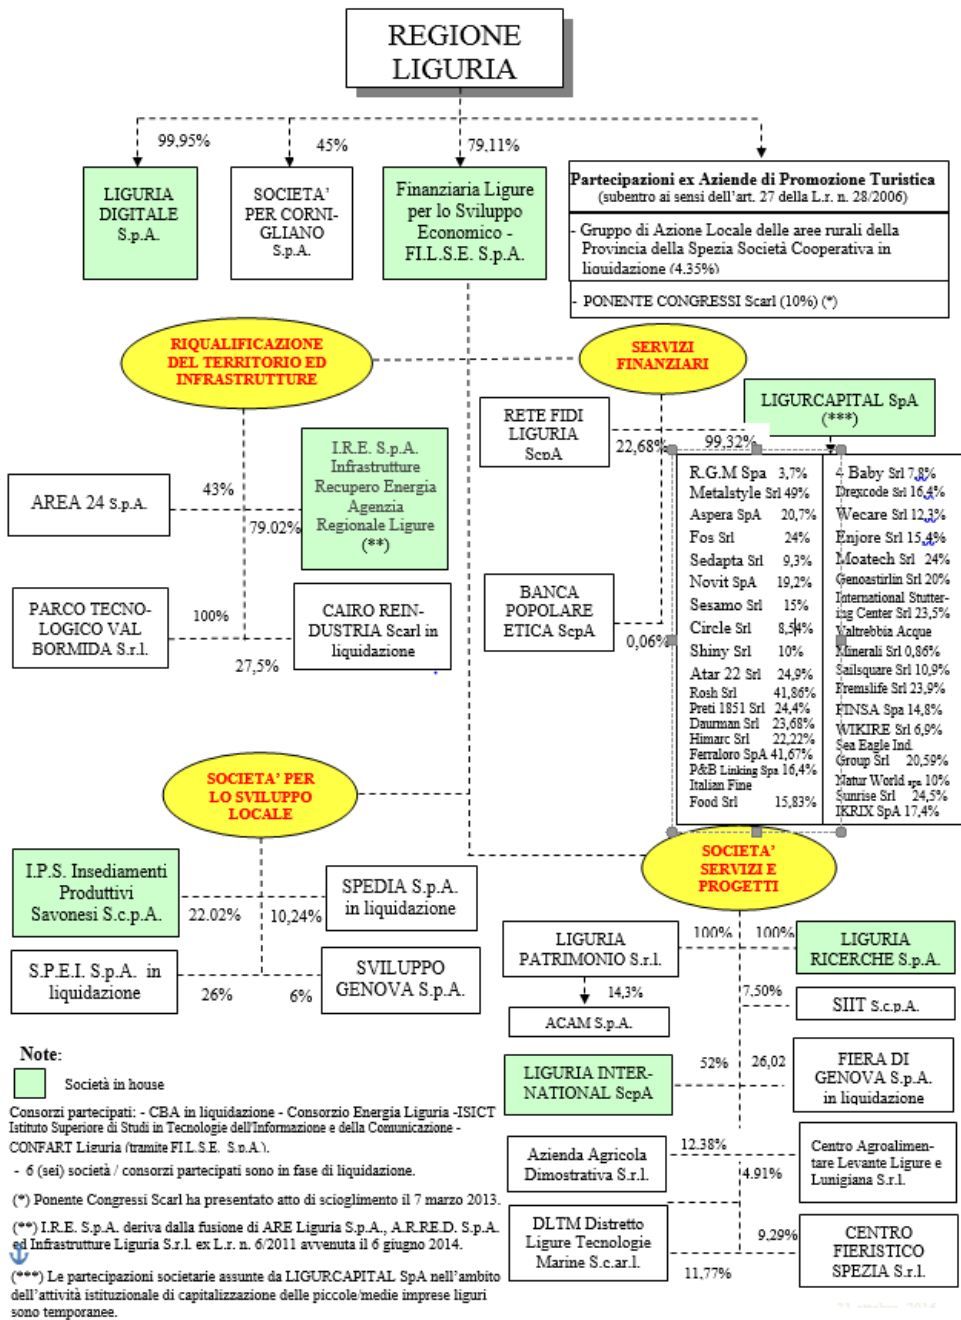 REGIONE
LIGURIA
99,95%
45%
79,11%
LIGURIA
DIGITALE
S.p.A.
SOCIETA’
PER CORNI-
GLIANO
S.p.A.
Finanziaria Ligure
per lo Sviluppo
Economico -
FI.L.S.E. S.p.A.
Partecipazioni ex Aziende di Promozione Turistica
(subentro ai sensi dell’art. 27 della L.r. n. 28/2006)
- Gruppo di Azione Locale delle aree rurali della
Provincia della Spezia Società Cooperativa in
liquidazione (4.35%)
- PONENTE CONGRESSI Scarl (10%) (*)
RIQUALIFICAZIONE
DEL TERRITORIO ED
INFRASTRUTTURE
SERVIZI
FINANZIARI
RETE FIDI
LIGURIA
ScpA
22,68%
LIGURCAPITAL SpA
(***)
99,32%
AREA 24 S.p.A.
43%
79.02%
I.R.E. S.p.A.
Infrastrutture
Recupero Energia
Agenzia
Regionale Ligure
(**)
PARCO TECNO-
LOGICO VAL
BORMIDA S.r.l.
100%
27,5%
CAIRO REIN-
DUSTRIA Scarl in
liquidazione
BANCA
POPOLARE
ETICA ScpA
0,06%
R.G.M Spa 3,7%
Metalstyle Srl 49%
Aspera SpA 20,7%
Fos Srl 24%
Sedapta Srl 9,3%
Novit SpA 19,2%
Sesamo Srl 15%
Circle Srl 8,54%
Shiny Srl 10%
Atar 22 Srl 24,9%
Rosh Srl 41,86%
Preti 1851 Srl 24,4%
Daurman Srl 23,68%
Himarc Srl 22,22%
Ferraloro SpA 41,67%
P&B Linking Spa 16,4%
Italian Fine
Food Srl 15,83%
4 Baby Srl 7,8%
Drexcode Srl 16,4%
Wecare Srl 12,3%
Enjore Srl 15,4%
Moatech Srl 24%
Genoastirlin Srl 20%
International Stutter-
ing Center Srl 23,5%
Valtrebbia Acque
Minerali Srl 0,86%
Sailsquare Srl 10,9%
Fremslife Srl 23,9%
FINSA Spa 14,8%
WIKIRE Srl 6,9%
Sea Eagle Ind.
Group Srl 20,59%
Natur World spa 10%
Sunrise Srl 24,5%
IKRIX SpA 17,4%
SOCIETA’ PER
LO SVILUPPO
LOCALE
I.P.S. Insediamenti
Produttivi
Savonesi S.c.p.A.
22.02%
10,24%
SPEDIA S.p.A.
in liquidazione
S.P.E.I. S.p.A. in
liquidazione
26%
6%
SVILUPPO
GENOVA S.p.A.
SOCIETA’
SERVIZI E
PROGETTI
LIGURIA
PATRIMONIO S.r.l.
100%
100%
LIGURIA
RICERCHE S.p.A.
14,3%
ACAM S.p.A.
7,50%
SIIT S.c.p.A.
LIGURIA INTER-
NATIONAL ScpA
52%
26,02
FIERA DI
GENOVA S.p.A.
in liquidazione
Azienda Agricola
Dimostrativa S.r.l.
12.38%
4.91%
Centro Agroalimen-
tare Levante Ligure e
Lunigiana S.r.l.
DLTM Distretto
Ligure Tecnologie
Marine S.c.ar.l.
11,77%
9,29%
CENTRO
FIERISTICO
SPEZIA S.r.l.
Note:
Società in house
Consorzi partecipati: - CBA in liquidazione - Consorzio Energia Liguria -ISICT
Istituto Superiore di Studi in Tecnologie dell'Informazione e della Comunicazione -
CONFART Liguria (tramite FI.L.S.E. S.p.A.).
- 6 (sei) società / consorzi partecipati sono in fase di liquidazione.
(*) Ponente Congressi Scarl ha presentato atto di scioglimento il 7 marzo 2013.
(**) I.R.E. S.p.A. deriva dalla fusione di ARE Liguria S.p.A., A.R.RE.D. S.p.A.
ed Infrastrutture Liguria S.r.l. ex L.r. n. 6/2011 avvenuta il 6 giugno 2014.
(***) Le partecipazioni societarie assunte da LIGURCAPITAL SpA nell’ambito
dell’attività istituzionale di capitalizzazione delle piccole/medie imprese liguri
sono temporanee.